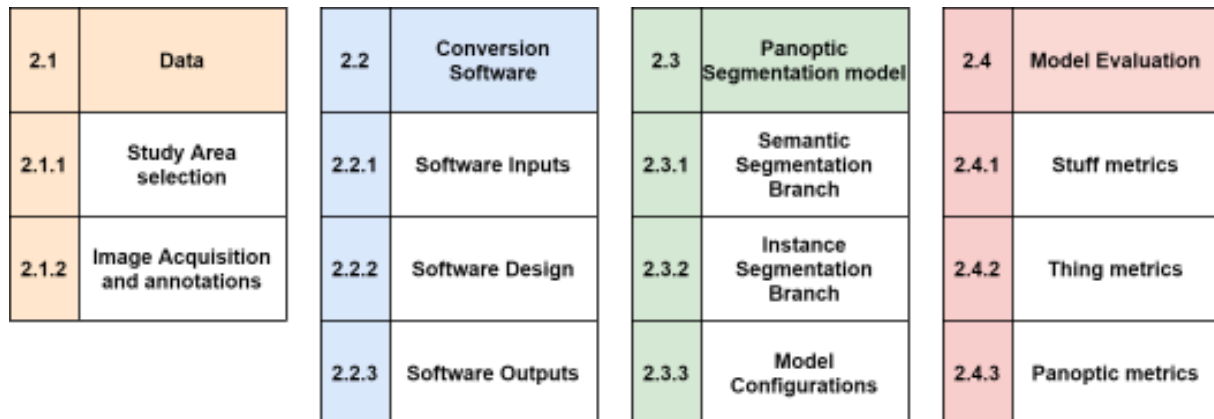 2.1
Data
2.1.1
Study Area
selection
2.1.2
Image Acquisition
and annotations
2.2
Conversion
Software
2.2.1
Software Inputs
2.2.2
Software Design
2.2.3
Software Outputs
2.3
Panoptic
Segmentation model
2.3.1
Semantic
Segmentation
Branch
2.3.2
Instance
Segmentation
Branch
2.3.3
Model
Configurations
2.4
Model Evaluation
2.4.1
Stuff metrics
2.4.2
Thing metrics
2.4.3
Panoptic metrics